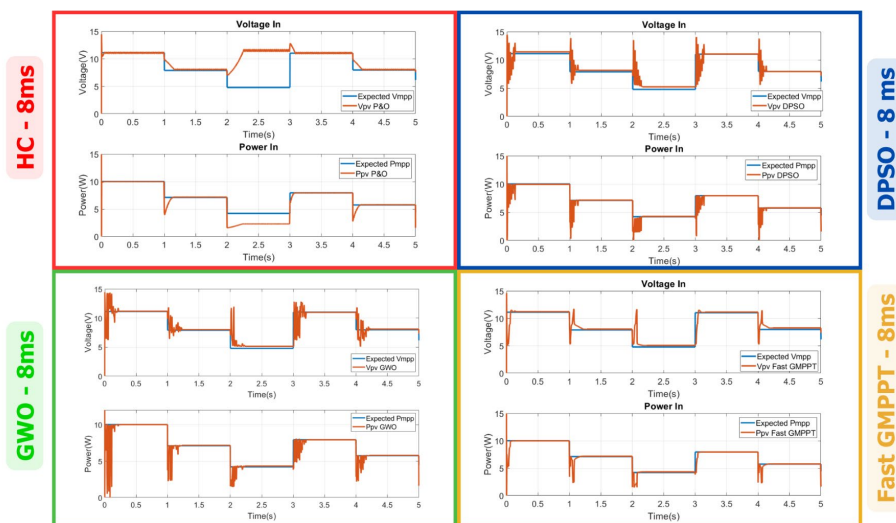 HC - 8ms
Voltage In
Voltage(V)
15
10
5
0
Expected Vmpp
Vpv P&O
0 0.5 1 1.5 2 2.5 3 3.5 4 4.5 5
Time(s)
Power In
Power(W)
15
10
5
0
Expected Pmpp
Ppv P&O
0 0.5 1 1.5 2 2.5 3 3.5 4 4.5 5
Time(s)
DPSO - 8 ms
Voltage In
Voltage(V)
15
10
5
0
Expected Vmpp
Vpv DPSO
0 0.5 1 1.5 2 2.5 3 3.5 4 4.5 5
Time(s)
Power In
Power(W)
15
10
5
0
Expected Pmpp
Ppv DPSO
0 0.5 1 1.5 2 2.5 3 3.5 4 4.5 5
Time(s)
GWO - 8ms
Voltage(V)
15
10
5
0
Expected Vmpp
Vpv GWO
0 0.5 1 1.5 2 2.5 3 3.5 4 4.5 5
Power(W)
10
5
0
Expected Pmpp
Ppv GWO
0 0.5 1 1.5 2 2.5 3 3.5 4 4.5 5
Time(s)
Fast GMPPT - 8ms
Voltage In
Voltage(V)
15
10
5
0
Expected Vmpp
Vpv Fast GMPPT
0 0.5 1 1.5 2 2.5 3 3.5 4 4.5 5
Time(s)
Power In
Power(W)
15
10
5
0
Expected Pmpp
Ppv Fast GMPPT
0 0.5 1 1.5 2 2.5 3 3.5 4 4.5 5
Time(s)